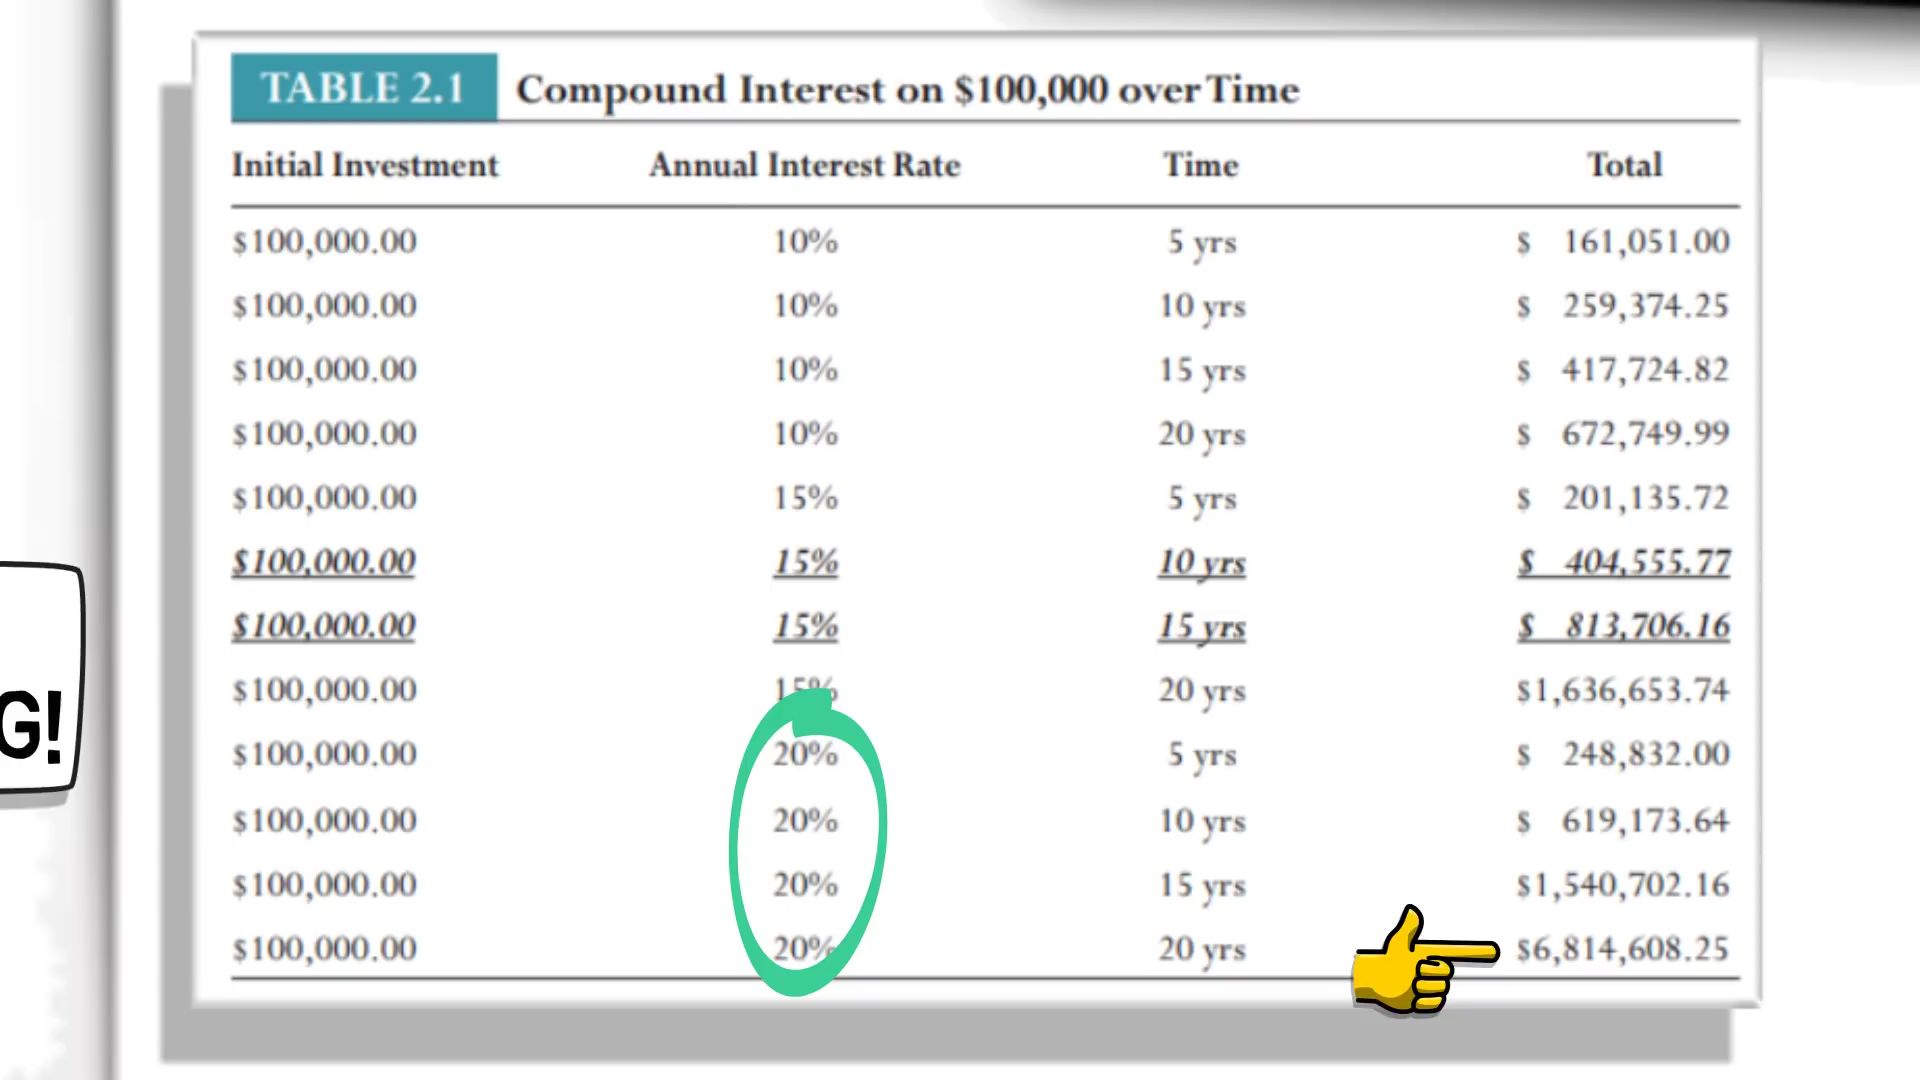 TABLE 2.1 Compound Interest on $100,000 over Time
Initial Investment Annual Interest Rate Time Total
$100,000.00 10% 5 yrs $ 161,051.00
$100,000.00 10% 10 yrs $ 259,374.25
$100,000.00 10% 15 yrs $ 417,724.82
$100,000.00 10% 20 yrs $ 672,749.99
$100,000.00 15% 5 yrs $ 201,135.72
$100,000.00 15% 10 yrs $ 404,555.77
$100,000.00 15% 15 yrs $ 813,706.16
$100,000.00 15% 20 yrs $1,636,653.74
G!
$100,000.00 20% 5 yrs $ 248,832.00
$100,000.00 20% 10 yrs $ 619,173.64
$100,000.00 20% 15 yrs $1,540,702.16
$100,000.00 20% 20 yrs $6,814,608.25